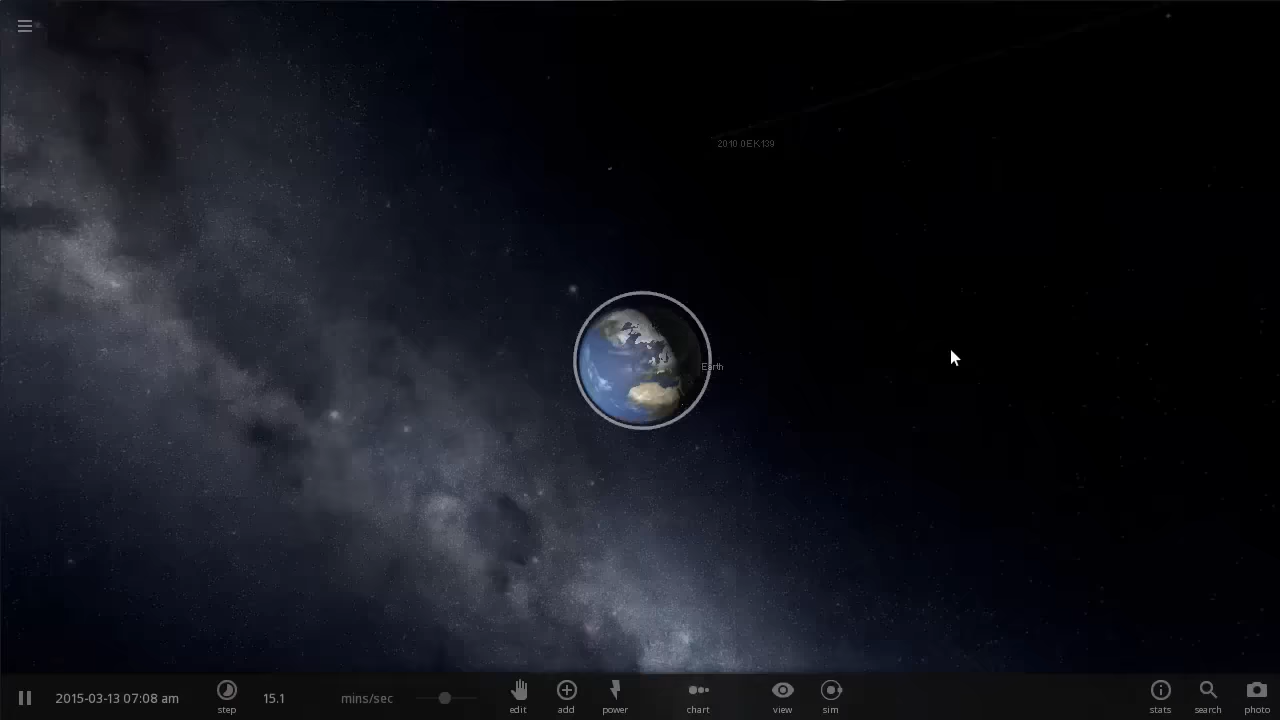 2010 OEK139
Earth
2015-03-13 07:08 am
step
15.1
mins/sec
edit
add
power
chart
view
sim
stats
search
photo